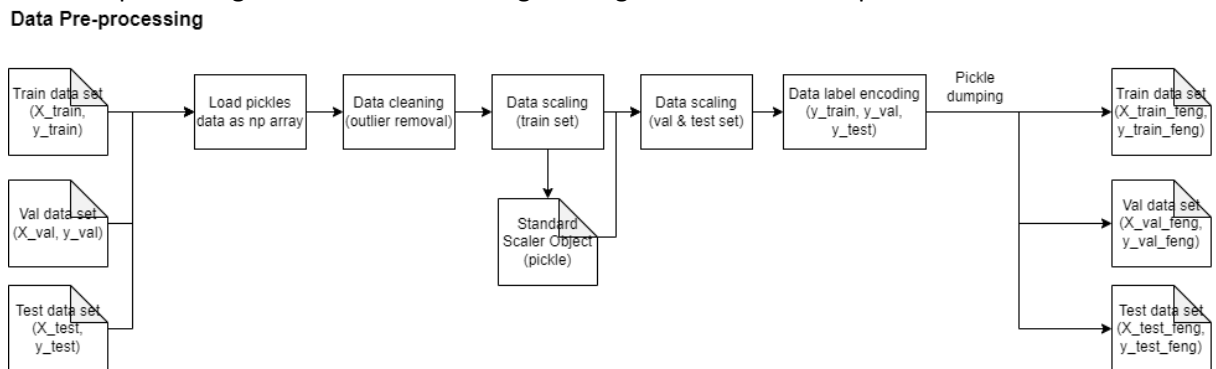 Data Pre-processing
Train data set
(X_train,
y_train)
Val data set
(X_val, y_val)
Test data set
(X_test,
y_test)
Load pickles
data as np array
Data cleaning
(outlier removal)
Data scaling
(train set)
Standard
Scaler Object
(pickle)
Data scaling
(val & test set)
Data label encoding
(y_train, y_val,
y_test)
Pickle
dumping
Train data set
(X_train_feng,
y_train_feng)
Val data set
(X_val_feng,
y_val_feng)
Test data set
(X_test_feng,
y_test_feng)